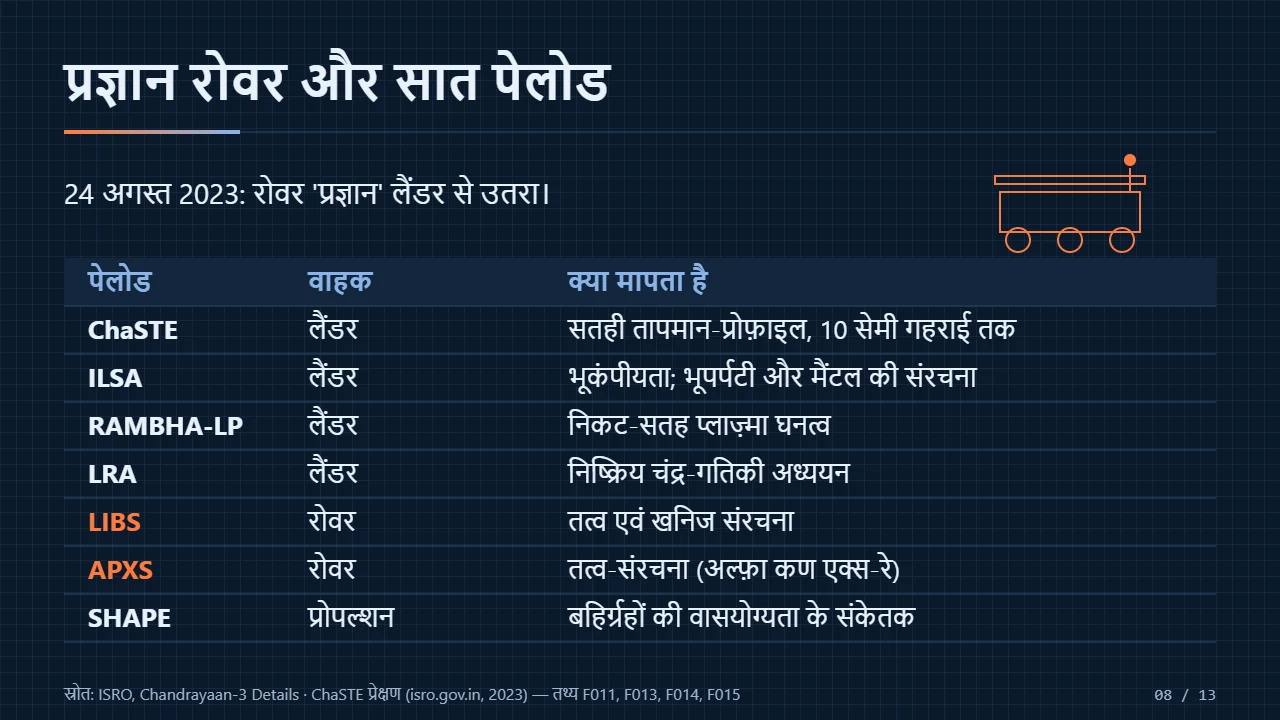 प्रज्ञान रोवर और सात पेलोड
24 अगस्त 2023: रोवर 'प्रज्ञान' लैंडर से उतरा।
पेलोड वाहक क्या मापता है
ChaSTE लैंडर सतही तापमान-प्रोफ़ाइल, 10 सेमी गहराई तक
ILSA लैंडर भूकंपीयता; भूपर्पटी और मैंटल की संरचना
RAMBHA-LP लैंडर निकट-सतह प्लाज़्मा घनत्व
LRA लैंडर निष्क्रिय चंद्र-गतिकी अध्ययन
LIBS रोवर तत्व एवं खनिज संरचना
APXS रोवर तत्व-संरचना (अल्फ़ा कण एक्स-रे)
SHAPE प्रोपल्शन बहिर्ग्रहों की वासयोग्यता के संकेतक
स्रोत: ISRO, Chandrayaan-3 Details · ChaSTE प्रेक्षण (isro.gov.in, 2023) — तथ्य F011, F013, F014, F015
08 / 13